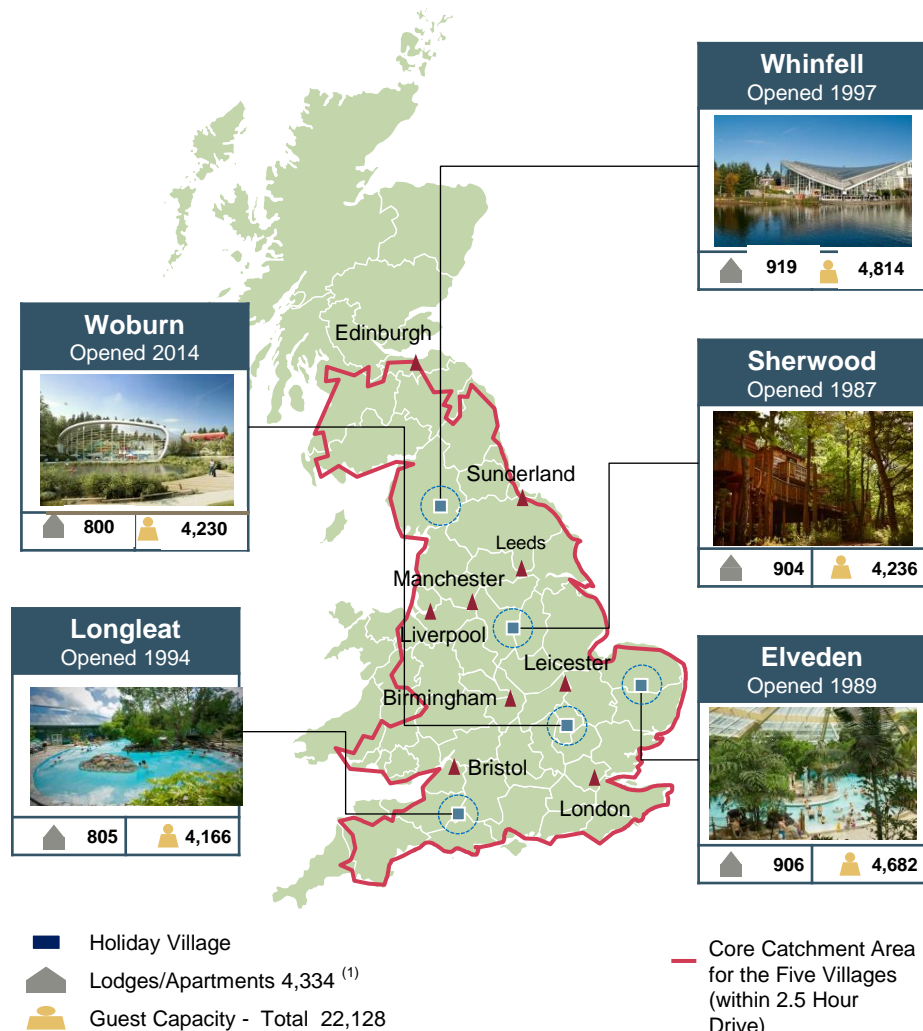 Whinfell
Opened 1997
919 4,814
Woburn
Opened 2014
800 4,230
Edinburgh
Sherwood
Opened 1987
904 4,236
Sunderland
Leeds
Manchester
Liverpool
Longleat
Opened 1994
805 4,166
Leicester
Birmingham
Elveden
Opened 1989
906 4,682
Bristol
London
Holiday Village
Lodges/Apartments 4,334 (1)
Guest Capacity - Total 22,128
Core Catchment Area
for the Five Villages
(within 2.5 Hour
Drive)